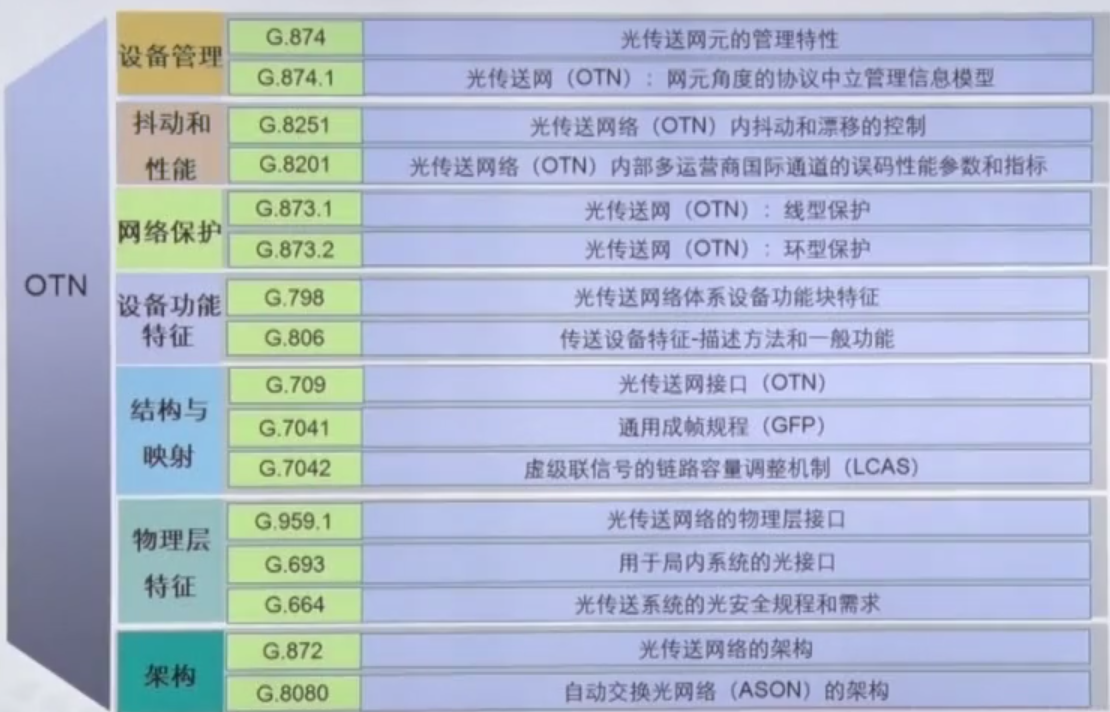 OTN
设备管理
G.874
光传送网元的管理特性
G.874.1
光传送网（OTN）：网元角度的协议中立管理信息模型
抖动和
性能
G.8251
光传送网络（OTN）内抖动和漂移的控制
G.8201
光传送网络（OTN）内部多运营商国际通道的误码性能参数和指标
网络保护
G.873.1
光传送网（OTN）：线型保护
G.873.2
光传送网（OTN）：环型保护
设备功能
特征
G.798
光传送网络体系设备功能块特征
G.806
传送设备特征-描述方法和一般功能
结构与
映射
G.709
光传送网接口（OTN）
G.7041
通用成帧规程（GFP）
G.7042
虚级联信号的链路容量调整机制（LCAS）
物理层
特征
G.959.1
光传送网络的物理层接口
G.693
用于局内系统的光接口
G.664
光传送系统的光安全规程和需求
架构
G.872
光传送网络的架构
G.8080
自动交换光网络（ASON）的架构